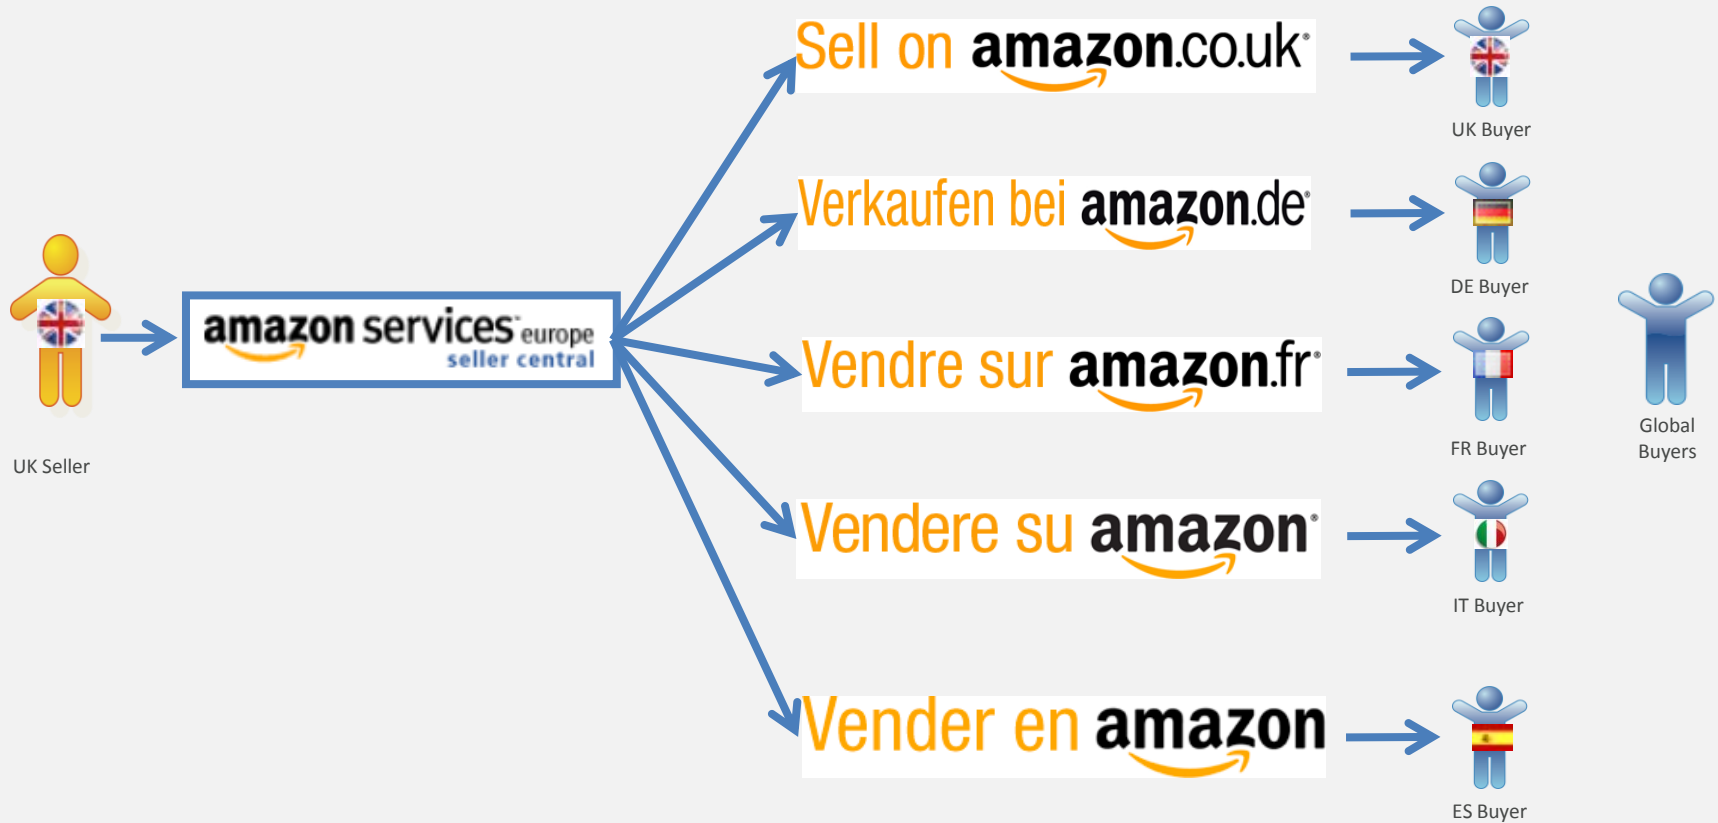 Sell on amazon.co.uk®
UK Buyer
Verkaufen bei amazon.de®
DE Buyer
UK Seller
amazon services™ europe
seller central
Vendre sur amazon.fr®
FR Buyer
Global
Buyers
Vendere su amazon®
IT Buyer
Vender en amazon
ES Buyer